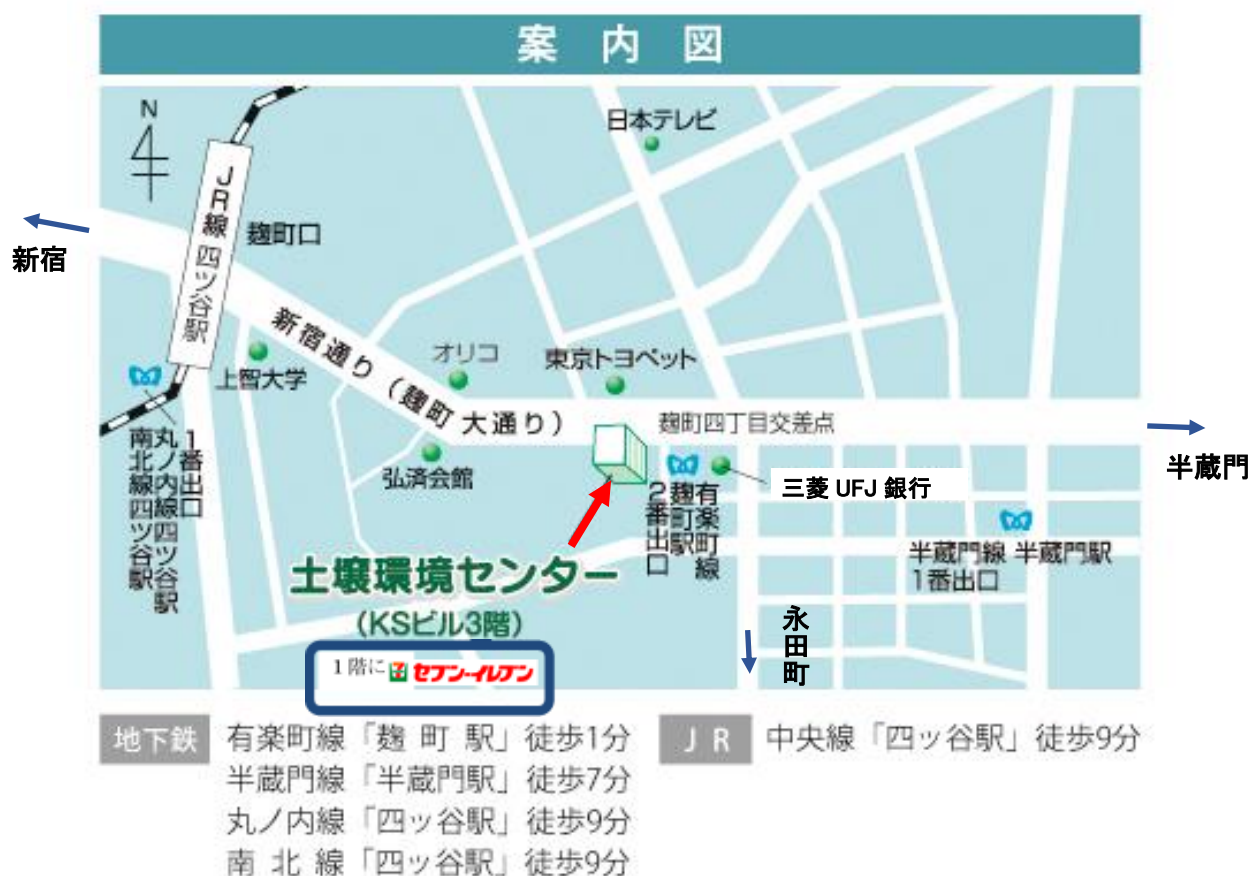 案内図
N
日本テレビ
JR線 四ツ谷駅
麹町口
新宿
新宿通り(麹町大通り)
オリコ
東京トヨペット
上智大学
麹町四丁目交差点
半蔵門
弘済会館
三菱 UFJ 銀行
1番出口
丸ノ内線四ツ谷駅
南北線四ツ谷駅
有楽町線
麹町駅
2番出口
半蔵門線 半蔵門駅
1番出口
土壌環境センター
(KSビル3階)
1階に セブン-イレブン
永田町
地下鉄 有楽町線「麹町駅」徒歩1分
半蔵門線「半蔵門駅」徒歩7分
丸ノ内線「四ッ谷駅」徒歩9分
南北線「四ッ谷駅」徒歩9分
JR 中央線「四ッ谷駅」徒歩9分